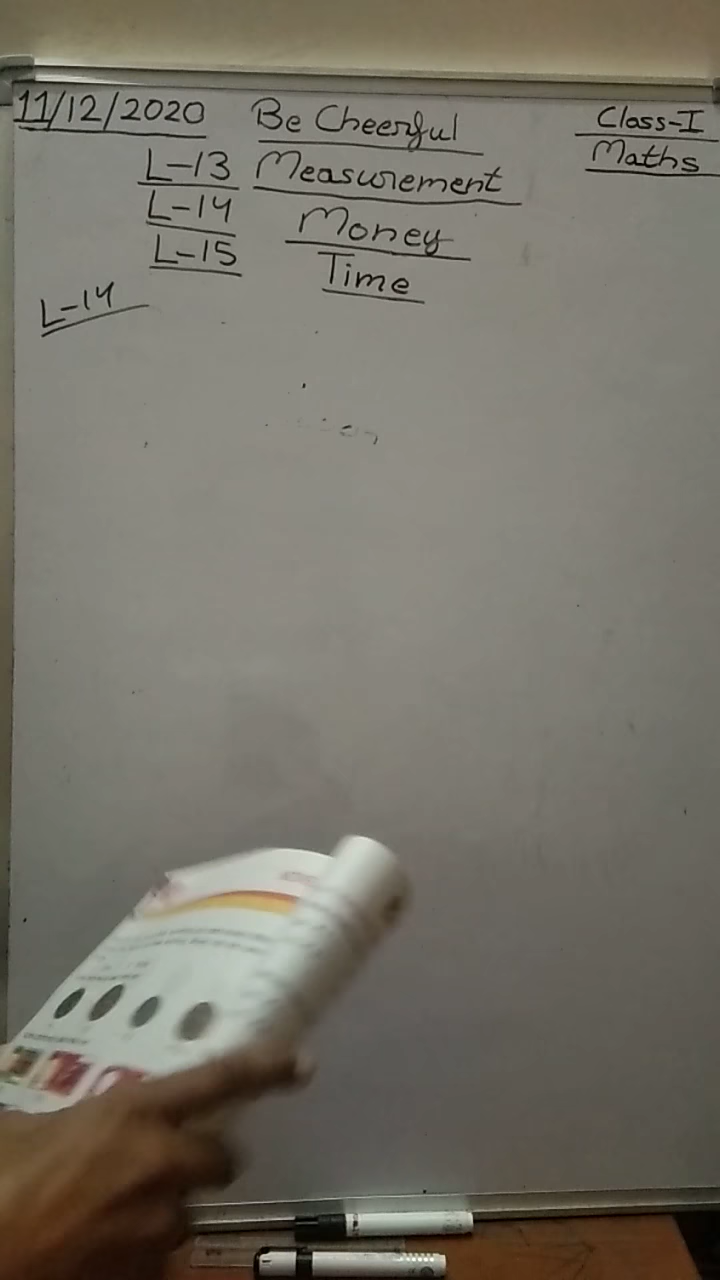 11/12/2020 Be Cheerful Class-I
Maths
L-13 Measurement
L-14 Money
L-15 Time
L-14